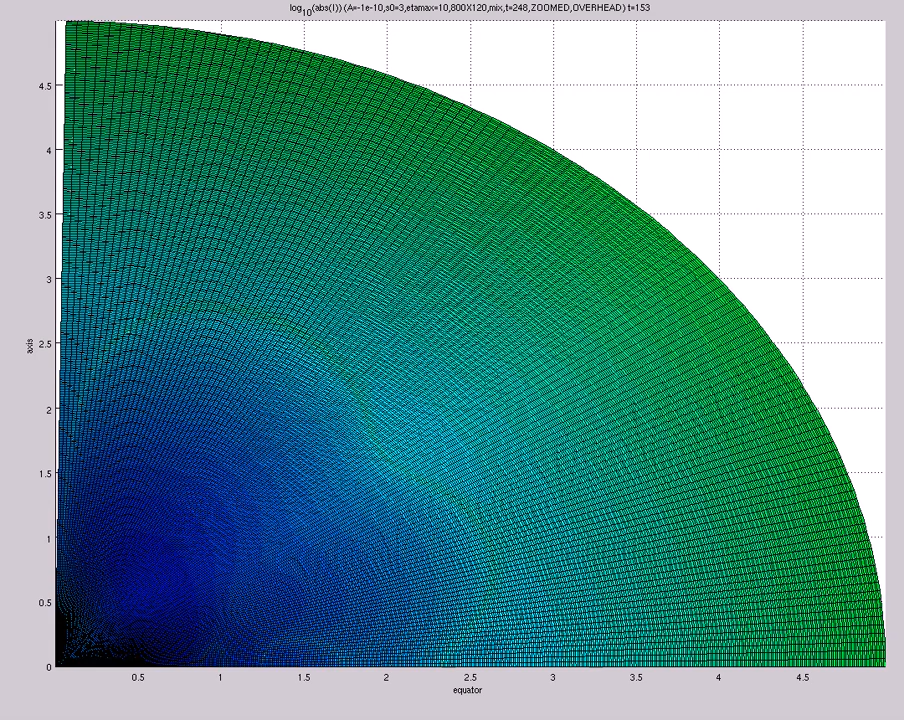 log10(abs(I)) (A=-1e-10,s0=3,etamax=10,800X120,mix,t=248,ZOOMED,OVERHEAD) t=153
4.5
4
3.5
3
axis
2.5
2
1.5
1
0.5
0
0.5 1 1.5 2 2.5 3 3.5 4 4.5
equator